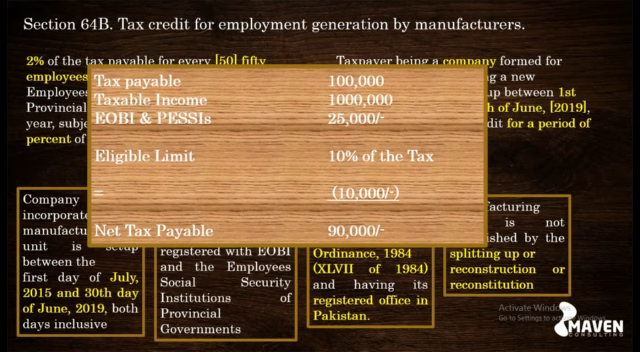 Section 64B. Tax credit for employment generation by manufacturers.
2% of the tax payable for every [50] fifty
employees
Employees
Provincial
year, subje
percent of
Taxpayer being a company formed for
g a new
up between 1st
h of June, [2019],
dit for a period of
Tax payable 100,000
Taxable Income 1000,000
EOBI & PESSIs 25,000/-
Eligible Limit 10% of the Tax
= (10,000/-)
Net Tax Payable 90,000/-
Company
incorporate
manufactu
unit is setup
between the
first day of July,
2015 and 30th day
of June, 2019, both
days inclusive
registered with EOBI
and the Employees
Social Security
Institutions of
Provincial
Governments
Ordinance, 1984
(XLVII of 1984)
and having its
registered office in
Pakistan.
facturing
is not
ished by the
splitting up or
reconstruction or
reconstitution
Activate Windows
Go to Settings to activate Windows.
MAVEN
CONSULTING